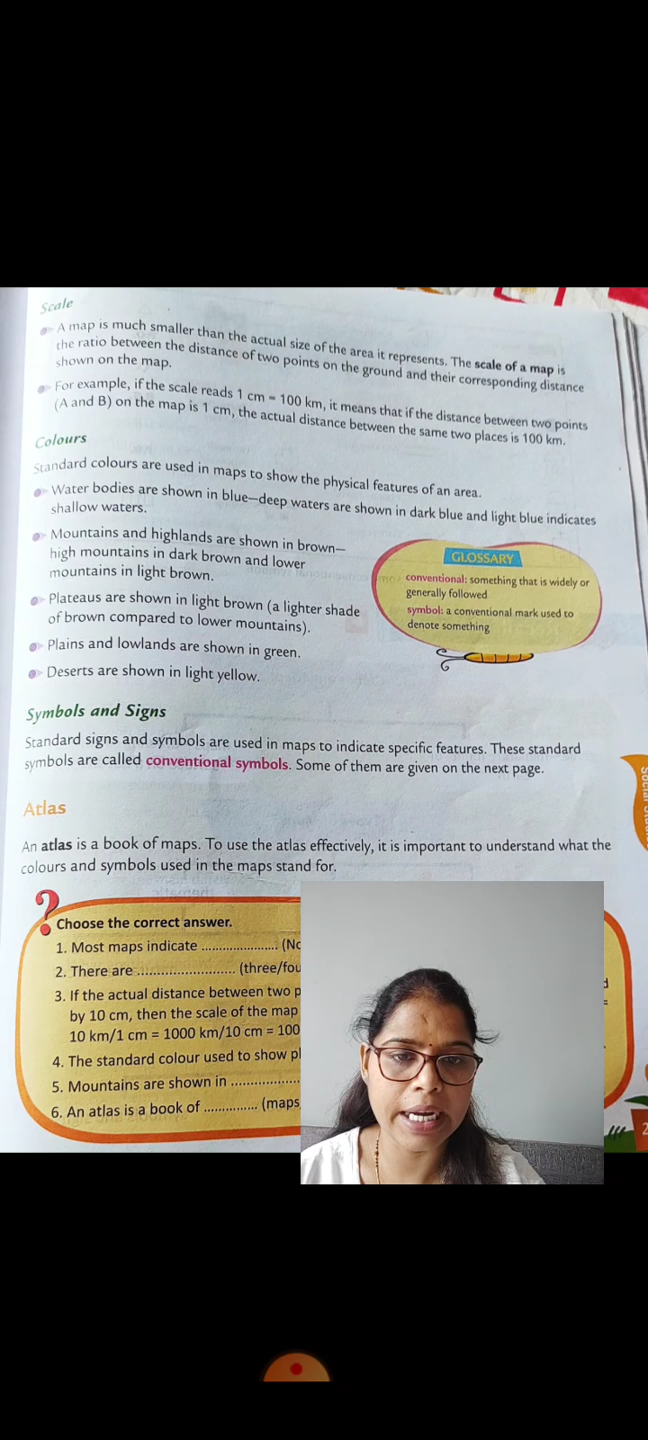 Scale
A map is much smaller than the actual size of the area it represents. The scale of a map is
the ratio between the distance of two points on the ground and their corresponding distance
shown on the map.
For example, if the scale reads 1 cm = 100 km, it means that if the distance between two points
(A and B) on the map is 1 cm, the actual distance between the same two places is 100 km.
Colours
Standard colours are used in maps to show the physical features of an area.
Water bodies are shown in blue—deep waters are shown in dark blue and light blue indicates
shallow waters.
Mountains and highlands are shown in brown—
high mountains in dark brown and lower
mountains in light brown.
Plateaus are shown in light brown (a lighter shade
of brown compared to lower mountains).
Plains and lowlands are shown in green.
Deserts are shown in light yellow.
GLOSSARY
conventional: something that is widely or
generally followed
symbol: a conventional mark used to
denote something
Symbols and Signs
Standard signs and symbols are used in maps to indicate specific features. These standard
symbols are called conventional symbols. Some of them are given on the next page.
Atlas
An atlas is a book of maps. To use the atlas effectively, it is important to understand what the
colours and symbols used in the maps stand for.
?
Choose the correct answer.
1. Most maps indicate ...................... (No
2. There are ......................... (three/fou
3. If the actual distance between two p
by 10 cm, then the scale of the map
10 km/1 cm = 1000 km/10 cm = 100
4. The standard colour used to show pl
5. Mountains are shown in ..................
6. An atlas is a book of .............. (maps
Social
2